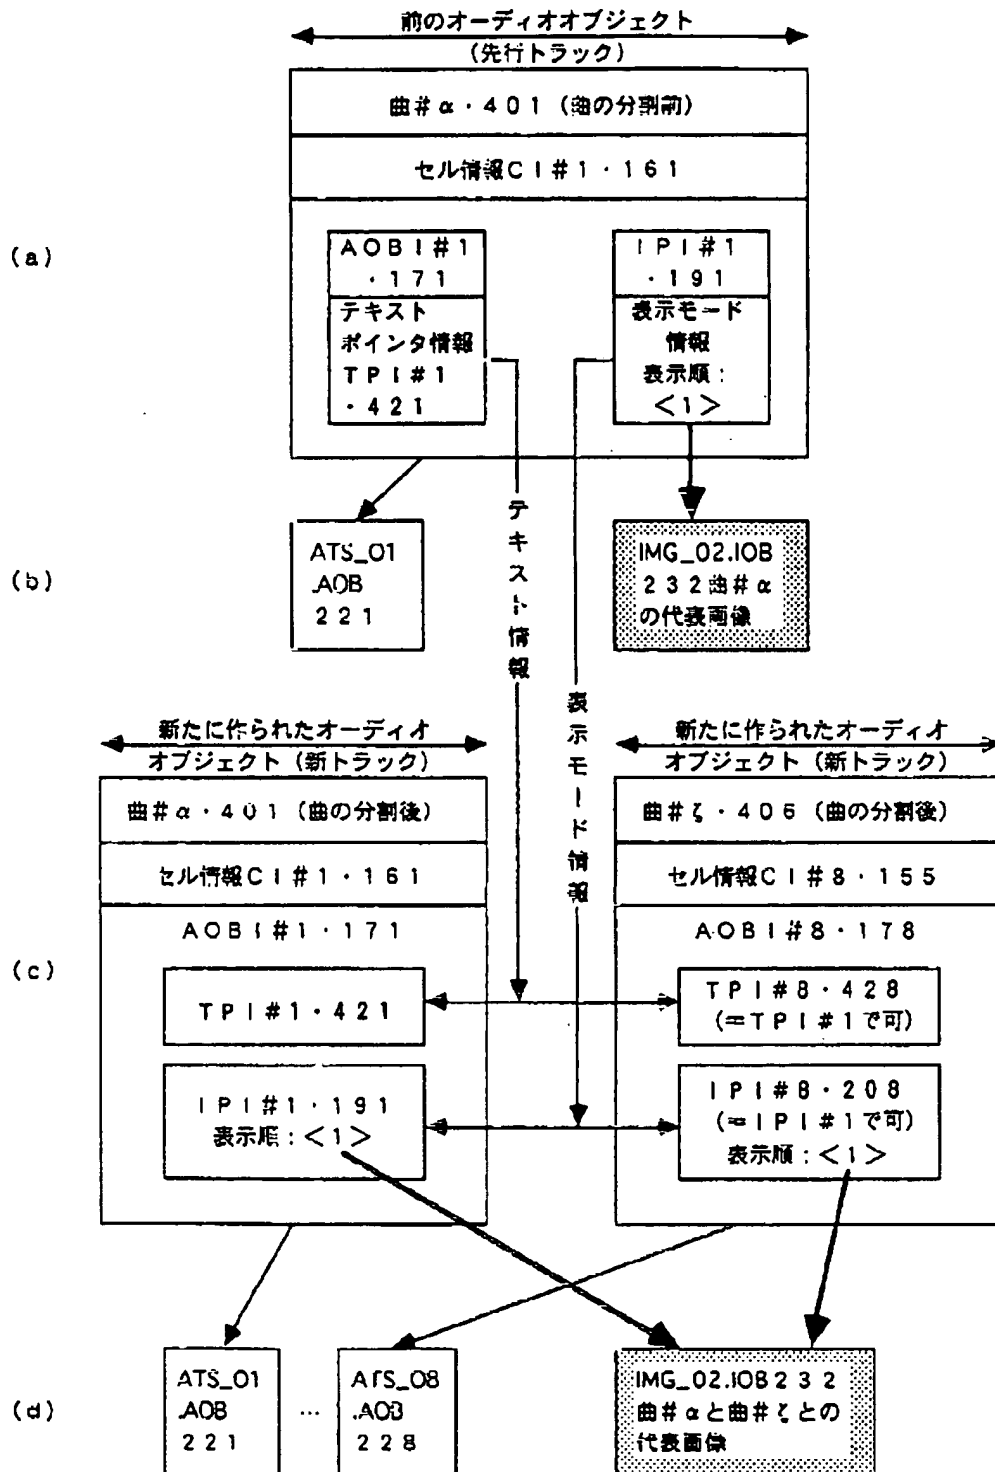 前のオーディオオブジェクト
(先行トラック)
曲#α・401(曲の分割前)
セル情報CI#1・161
(a)
AOBI#1
・171
テキスト
ポインタ情報
TPI#1
・421
IPI#1
・191
表示モード
情報
表示順:
<1>
テキスト情報
表示モード情報
(b)
ATS_01
.AOB
221
IMG_02.IOB
232曲#α
の代表画像
新たに作られたオーディオ
オブジェクト(新トラック)
曲#α・401(曲の分割後)
セル情報CI#1・161
AOBI#1・171
(c)
TPI#1・421
IPI#1・191
表示順:<1>
新たに作られたオーディオ
オブジェクト(新トラック)
曲#ζ・406(曲の分割後)
セル情報CI#8・155
AOBI#8・178
TPI#8・428
(=TPI#1で可)
IPI#8・208
(=IPI#1で可)
表示順:<1>
(d)
ATS_01
.AOB
221
…
ATS_08
.AOB
228
IMG_02.IOB232
曲#αと曲#ζとの
代表画像